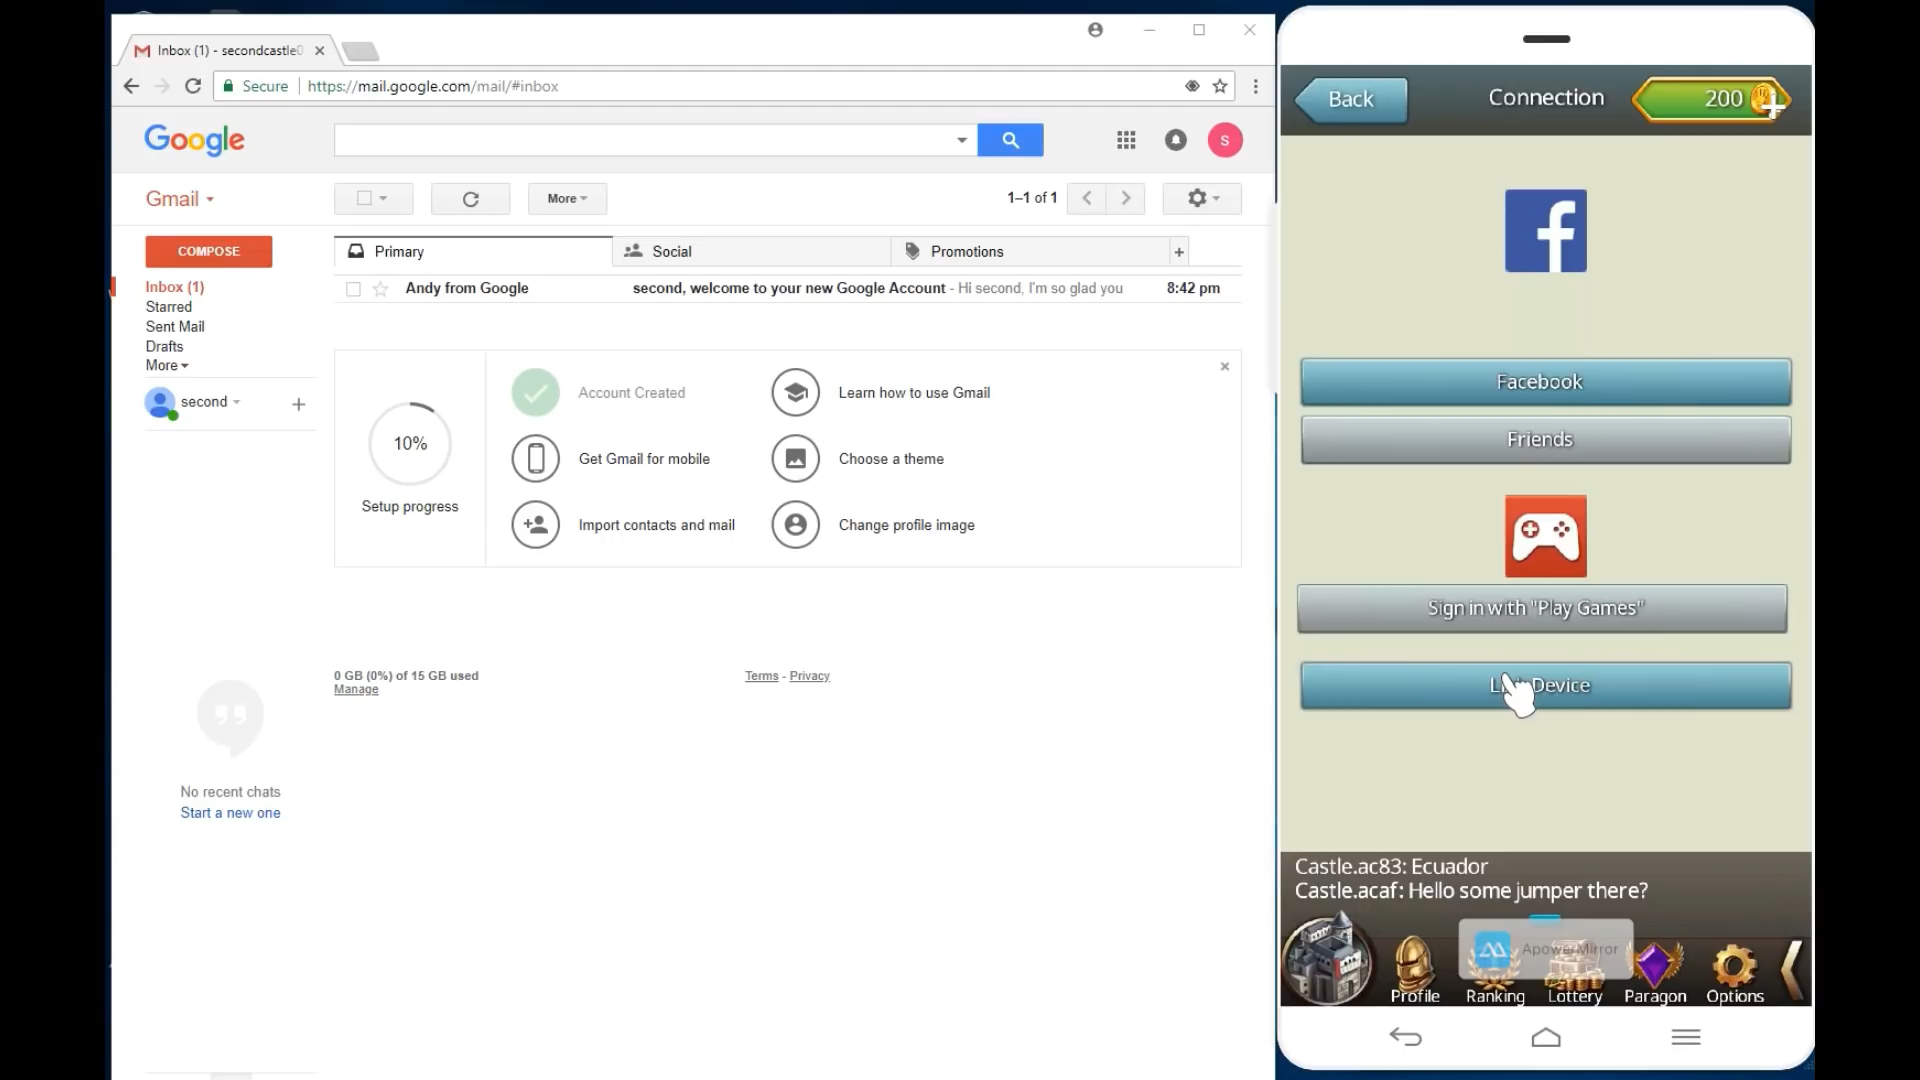 Inbox (1) - secondcastle0
Secure
https://mail.google.com/mail/#inbox
Google
S
Gmail
More
1–1 of 1
COMPOSE
Primary
Social
Promotions
Inbox (1)
Starred
Sent Mail
Drafts
More
second
Andy from Google
second, welcome to your new Google Account - Hi second, I'm so glad you
8:42 pm
10%
Setup progress
Account Created
Learn how to use Gmail
Get Gmail for mobile
Choose a theme
Import contacts and mail
Change profile image
0 GB (0%) of 15 GB used
Manage
Terms - Privacy
No recent chats
Start a new one
Back
Connection
200
f
Facebook
Friends
Sign in with "Play Games"
Device
Castle.ac83: Ecuador
Castle.acaf: Hello some jumper there?
ApowerMirror
Profile
Ranking
Lottery
Paragon
Options